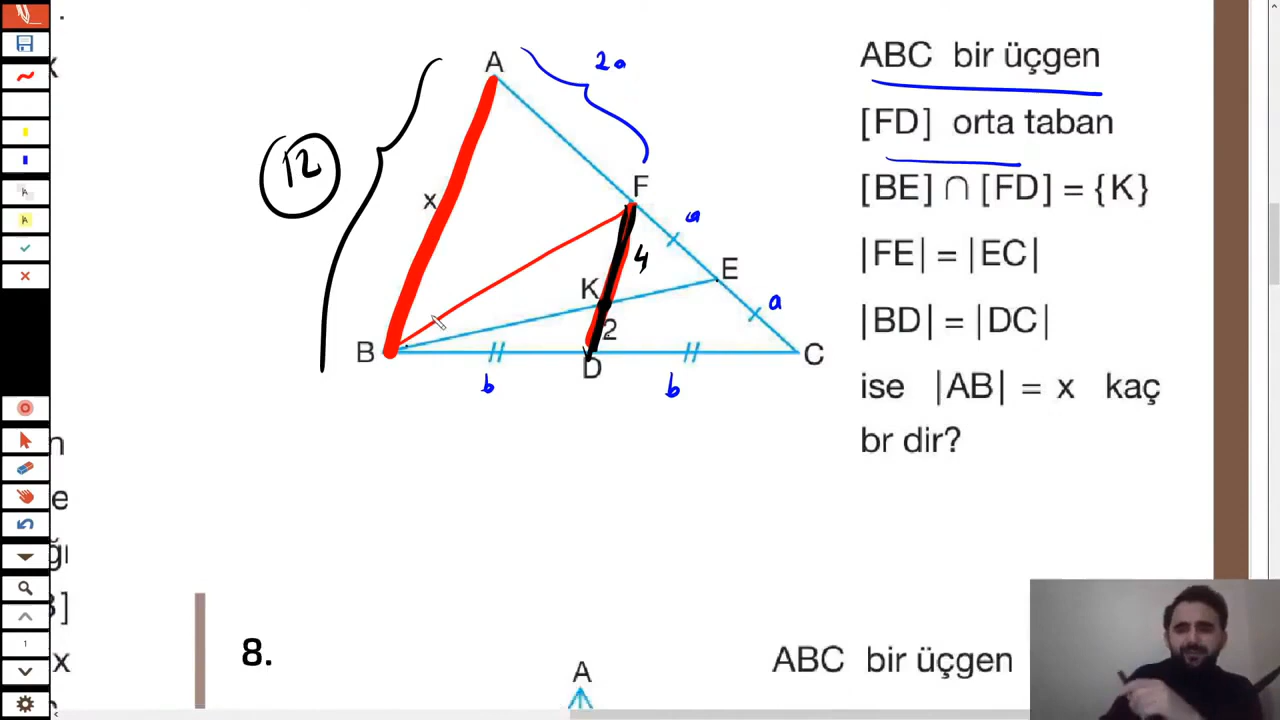 A
2a
12
x
F
a
4
E
K
a
2
B
D
C
b
b
ABC bir üçgen
[FD] orta taban
[BE] ∩ [FD] = {K}
|FE| = |EC|
|BD| = |DC|
ise |AB| = x kaç
br dir?
e
ğı
x
8.
ABC bir üçgen
A